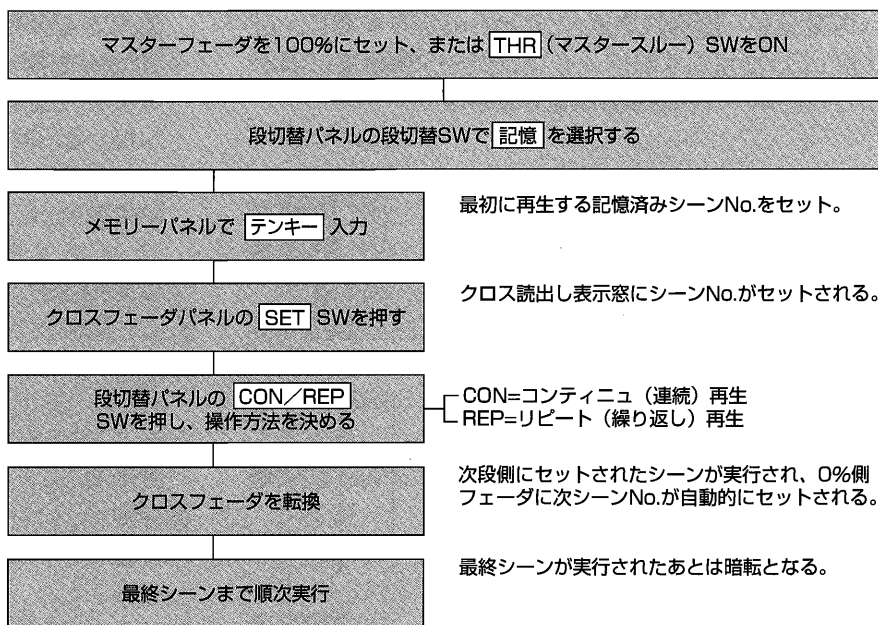 マスターフェーダを100%にセット、または THR (マスタースルー) SWをON
段切替パネルの段切替SWで 記憶 を選択する
メモリーパネルで テンキー 入力
最初に再生する記憶済みシーンNo.をセット。
クロスフェーダパネルの SET SWを押す
クロス読出し表示窓にシーンNo.がセットされる。
段切替パネルの CON/REP
SWを押し、操作方法を決める
CON=コンティニュ（連続）再生
REP=リピート（繰り返し）再生
クロスフェーダを転換
次段側にセットされたシーンが実行され、0%側
フェーダに次シーンNo.が自動的にセットされる。
最終シーンまで順次実行
最終シーンが実行されたあとは暗転となる。